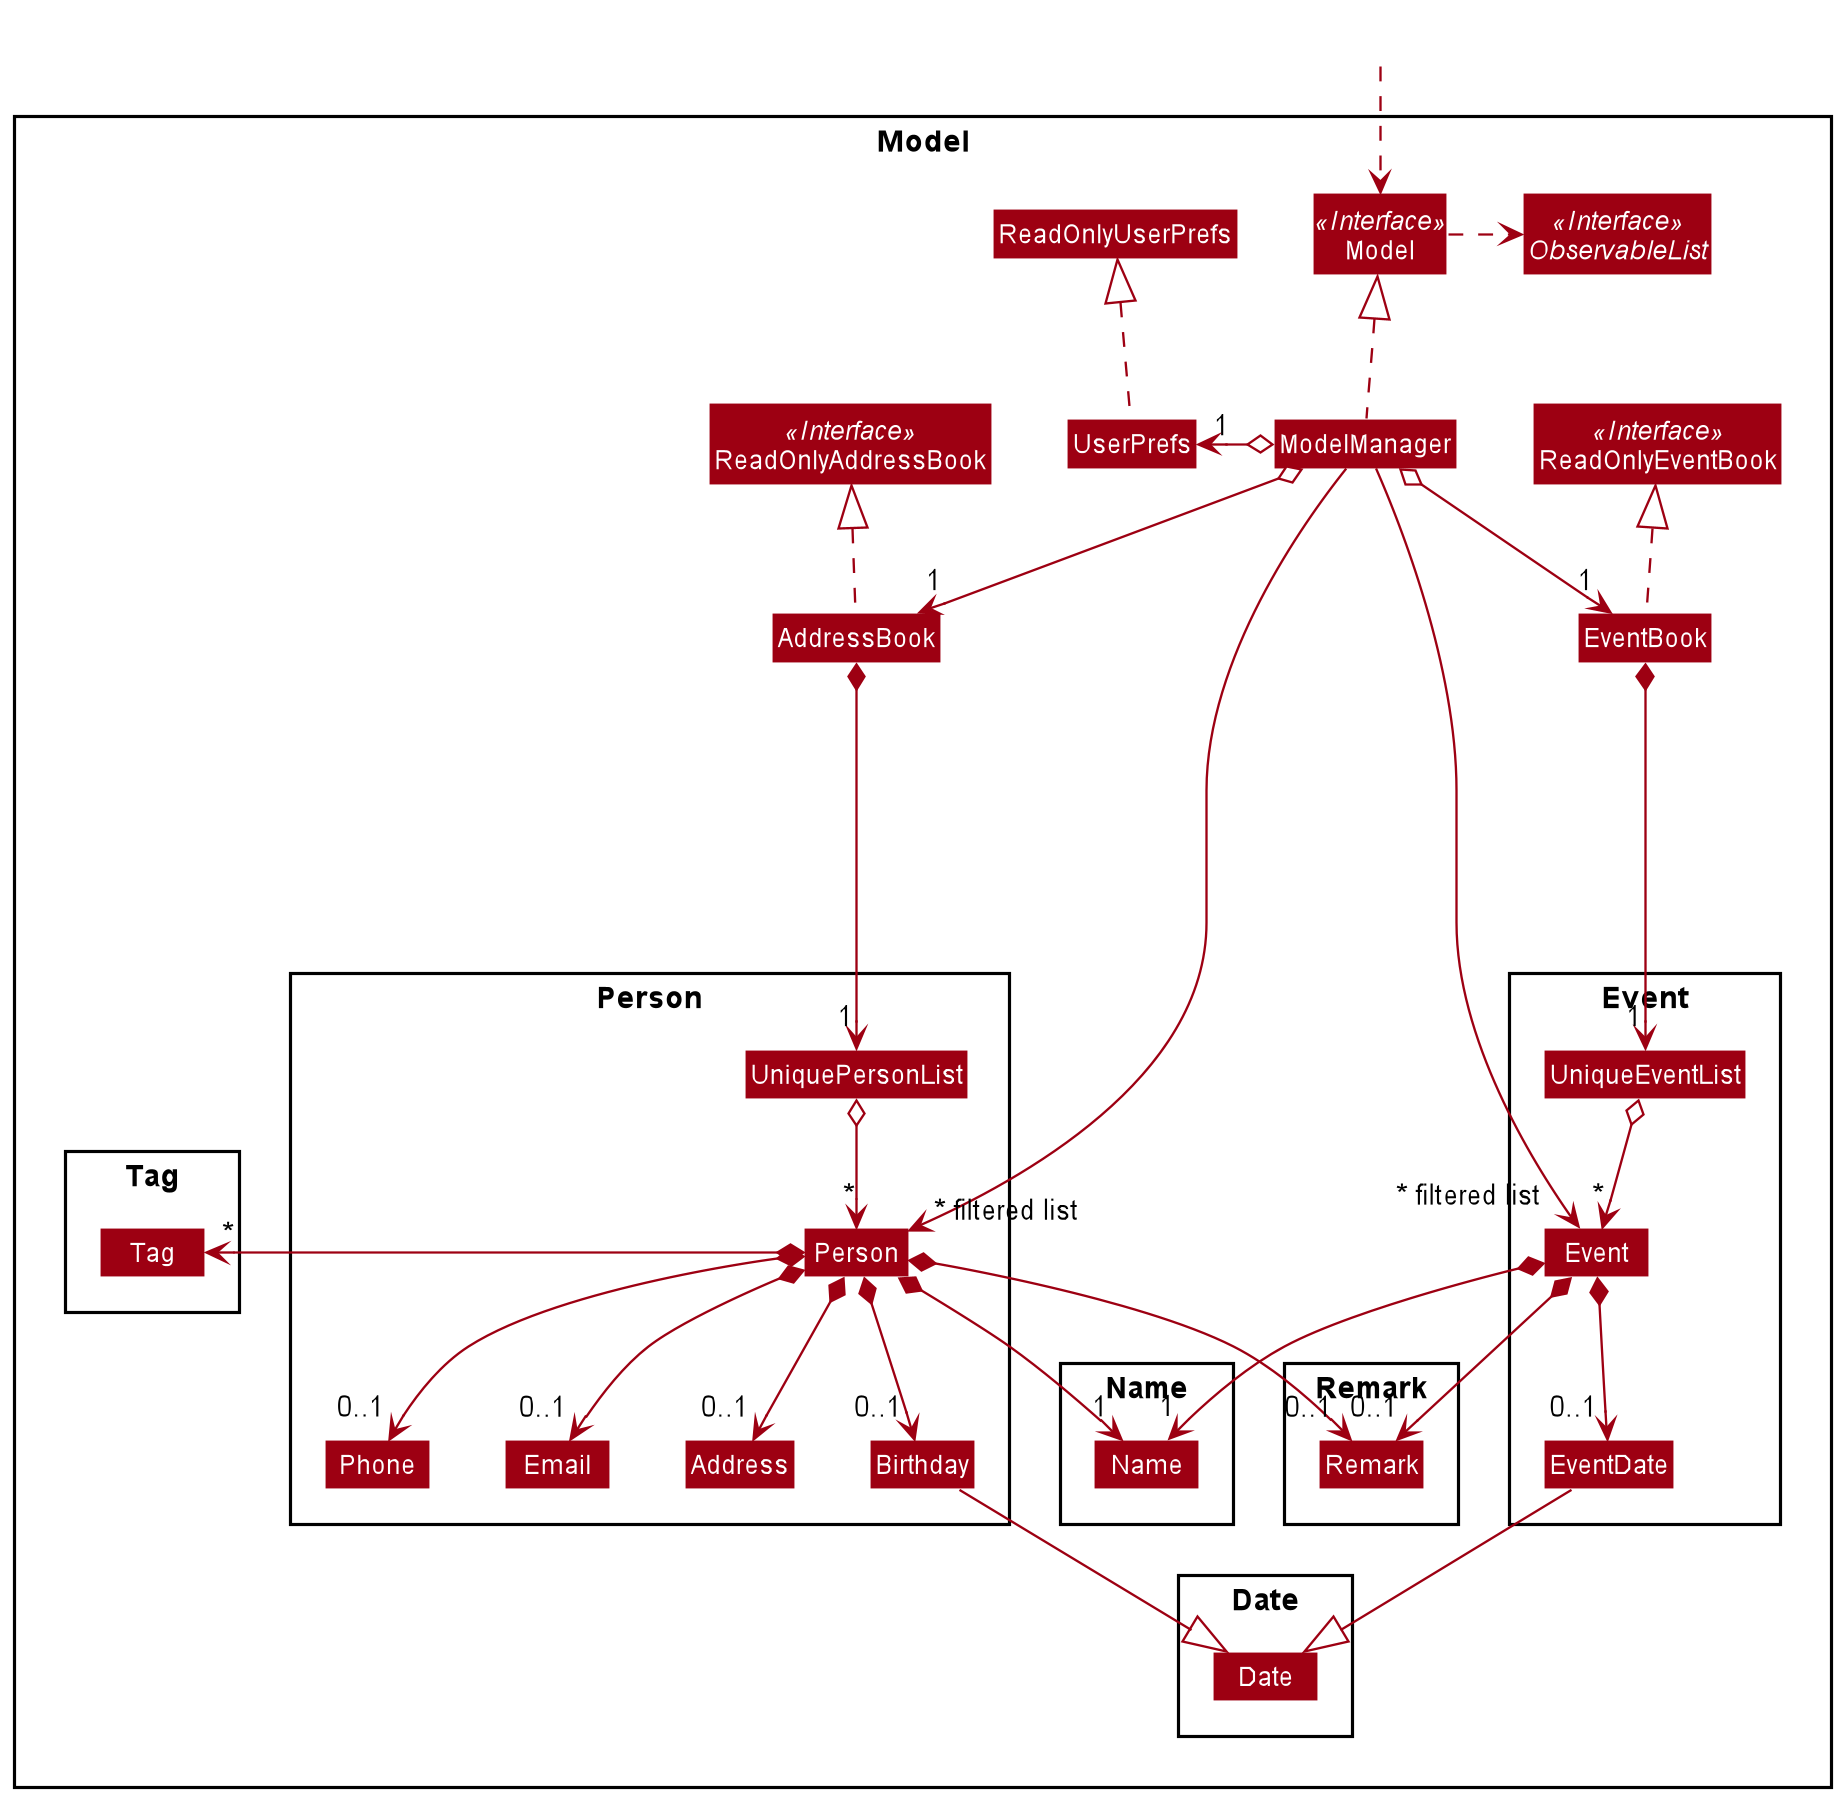 Model
ReadOnlyUserPrefs
«Interface»
Model
«Interface»
ObservableList
«Interface»
ReadOnlyAddressBook
UserPrefs
1
ModelManager
«Interface»
ReadOnlyEventBook
1
1
AddressBook
EventBook
Person
Event
1
1
UniquePersonList
UniqueEventList
Tag
*
* filtered list
* filtered list
*
*
Tag
Person
Event
Name
Remark
0..1
0..1
0..1
0..1
1
1
0..1
0..1
0..1
Phone
Email
Address
Birthday
Name
Remark
EventDate
Date
Date